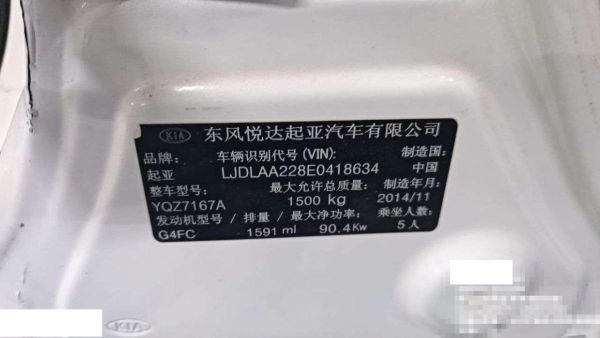 KIA 东风悦达起亚汽车有限公司
品牌: 车辆识别代号(VIN): 制造国:
起亚 LJDLAA228E0418634 中国
整车型号: 最大允许总质量: 制造年月:
YQZ7167A 1500 kg 2014/11
发动机型号/排量/最大净功率: 乘坐人数:
G4FC 1591 ml 90.4Kw 5人
KIA